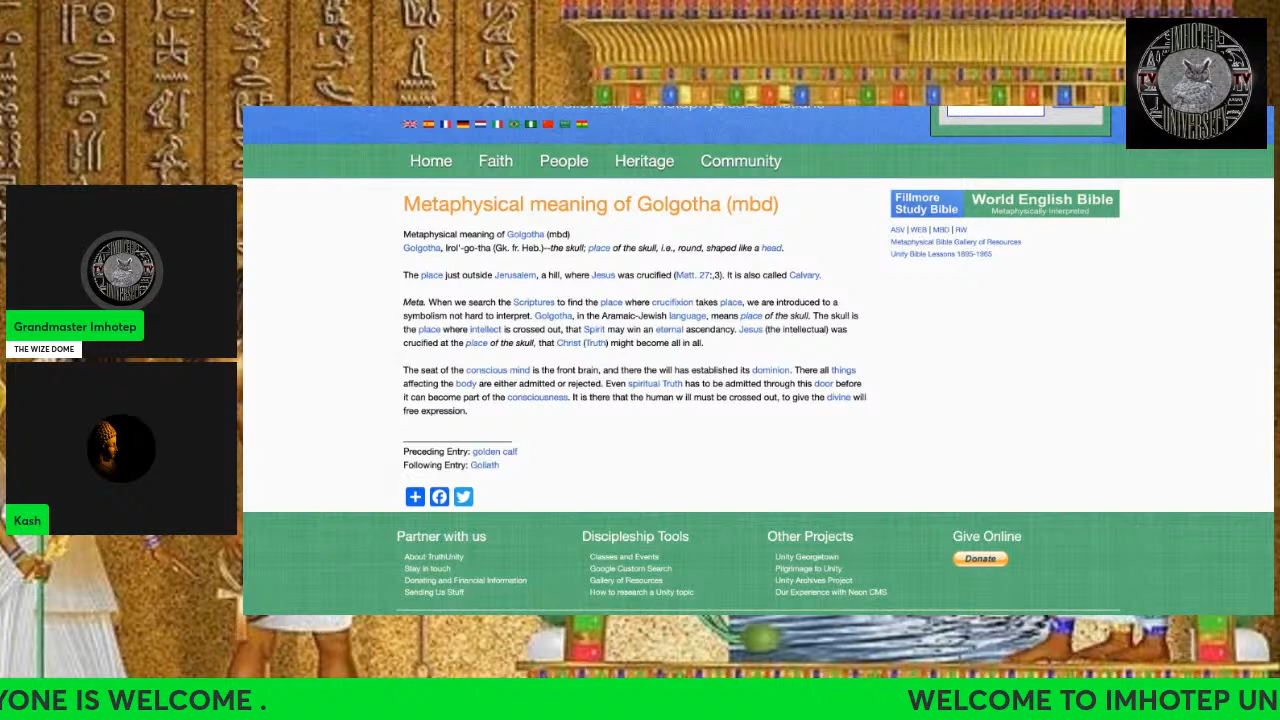 IMHOTEP
TV TV
UNIVERSEL
A Fillmore Fellowship of Metaphysical Christians
Home Faith People Heritage Community
Metaphysical meaning of Golgotha (mbd)
Fillmore Study Bible
World English Bible
Metaphysically Interpreted
ASV | WEB | MBD | RW
Metaphysical Bible Gallery of Resources
Unity Bible Lessons 1895-1965
Metaphysical meaning of Golgotha (mbd)
Golgotha, Irol'-go-tha (Gk. fr. Heb.)--the skull; place of the skull, i.e., round, shaped like a head.
The place just outside Jerusalem, a hill, where Jesus was crucified (Matt. 27:,3). It is also called Calvary.
Meta. When we search the Scriptures to find the place where crucifixion takes place, we are introduced to a
symbolism not hard to interpret. Golgotha, in the Aramaic-Jewish language, means place of the skull. The skull is
the place where intellect is crossed out, that Spirit may win an eternal ascendancy. Jesus (the intellectual) was
crucified at the place of the skull, that Christ (Truth) might become all in all.
The seat of the conscious mind is the front brain, and there the will has established its dominion. There all things
affecting the body are either admitted or rejected. Even spiritual Truth has to be admitted through this door before
it can become part of the consciousness. It is there that the human w ill must be crossed out, to give the divine will
free expression.
Preceding Entry: golden calf
Following Entry: Goliath
Partner with us
About TruthUnity
Stay in touch
Donating and Financial Information
Sending Us Stuff
Discipleship Tools
Classes and Events
Google Custom Search
Gallery of Resources
How to research a Unity topic
Other Projects
Unity Georgetown
Pilgrimage to Unity
Unity Archives Project
Our Experience with Neon CMS
Give Online
Donate
Grandmaster Imhotep
THE WIZE DOME
Kash
YONE IS WELCOME . WELCOME TO IMHOTEP UN